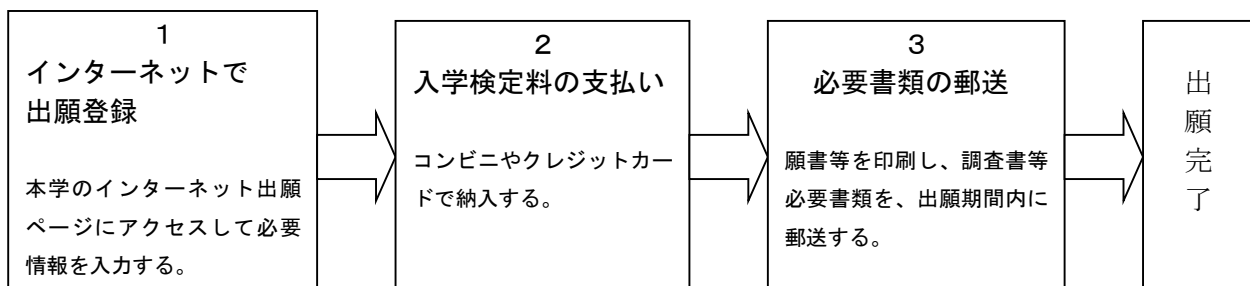 1
インターネットで
出願登録
本学のインターネット出願
ページにアクセスして必要
情報を入力する。
2
入学検定料の支払い
コンビニやクレジットカー
ドで納入する。
3
必要書類の郵送
願書等を印刷し、調査書等
必要書類を、出願期間内に
郵送する。
出
願
完
了